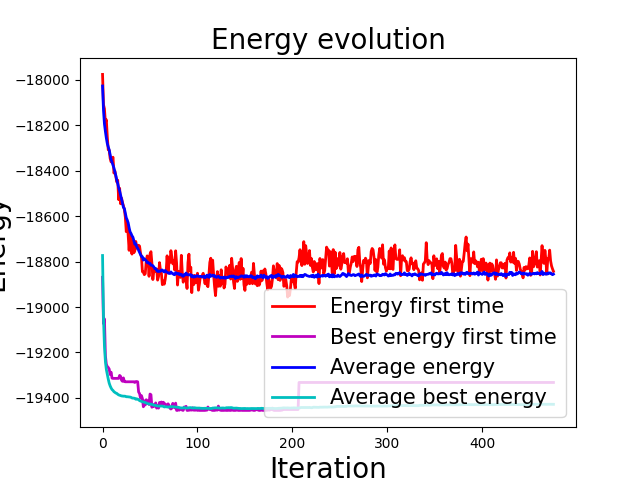 Energy evolution
−18000
−18200
−18400
−18600
−18800
−19000
−19200
−19400
Energy
0
100
200
300
400
Iteration
Energy first time
Best energy first time
Average energy
Average best energy